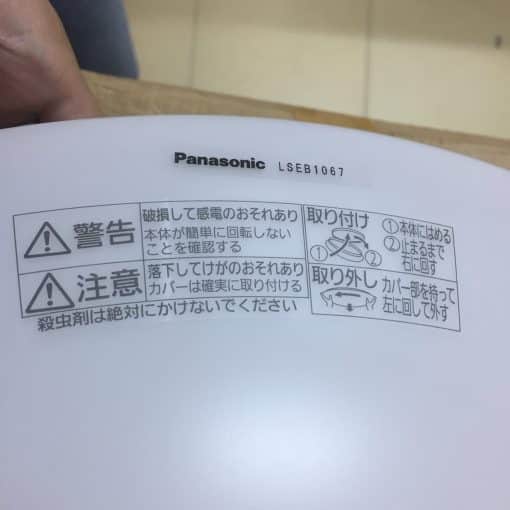 Panasonic LSEB1067
警告
破損して感電のおそれあり
本体が簡単に回転しない
ことを確認する
注意
落下してけがのおそれあり
カバーは確実に取り付ける
殺虫剤は絶対にかけないでください
取り付け
① ②
①本体にはめる
②止まるまで
右に回す
取り外し
カバー部を持って
左に回して外す